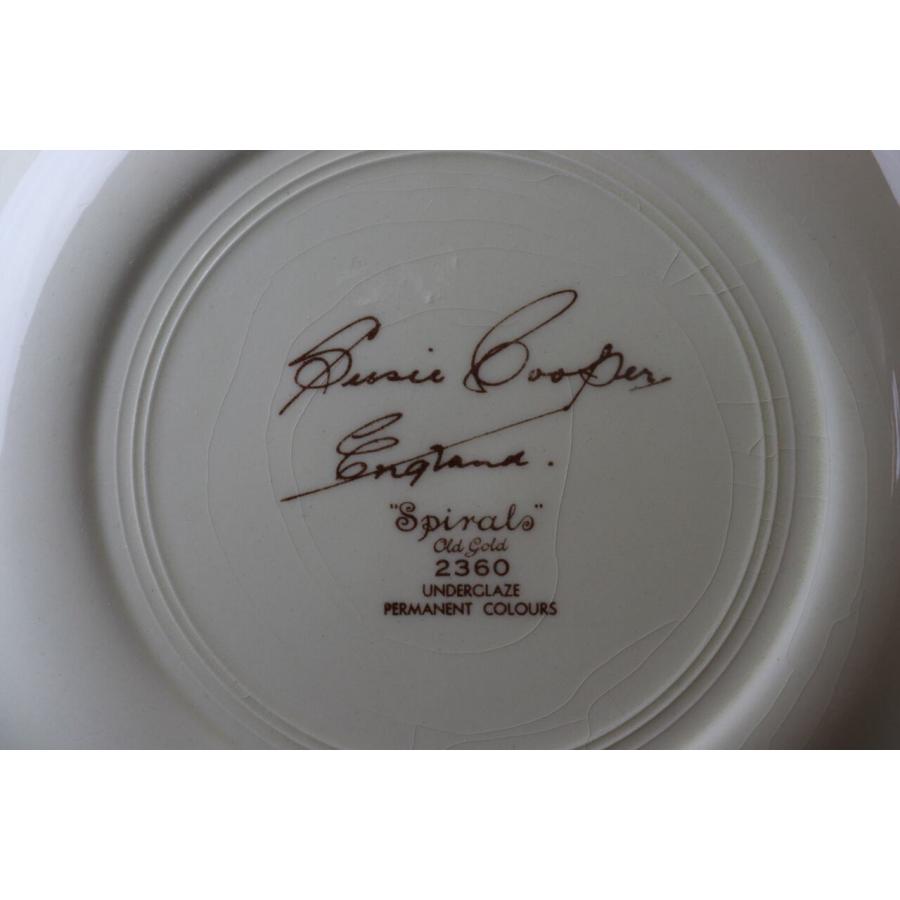 Susie Cooper
England.
"Spirals"
Old Gold
2360
UNDERGLAZE
PERMANENT COLOURS